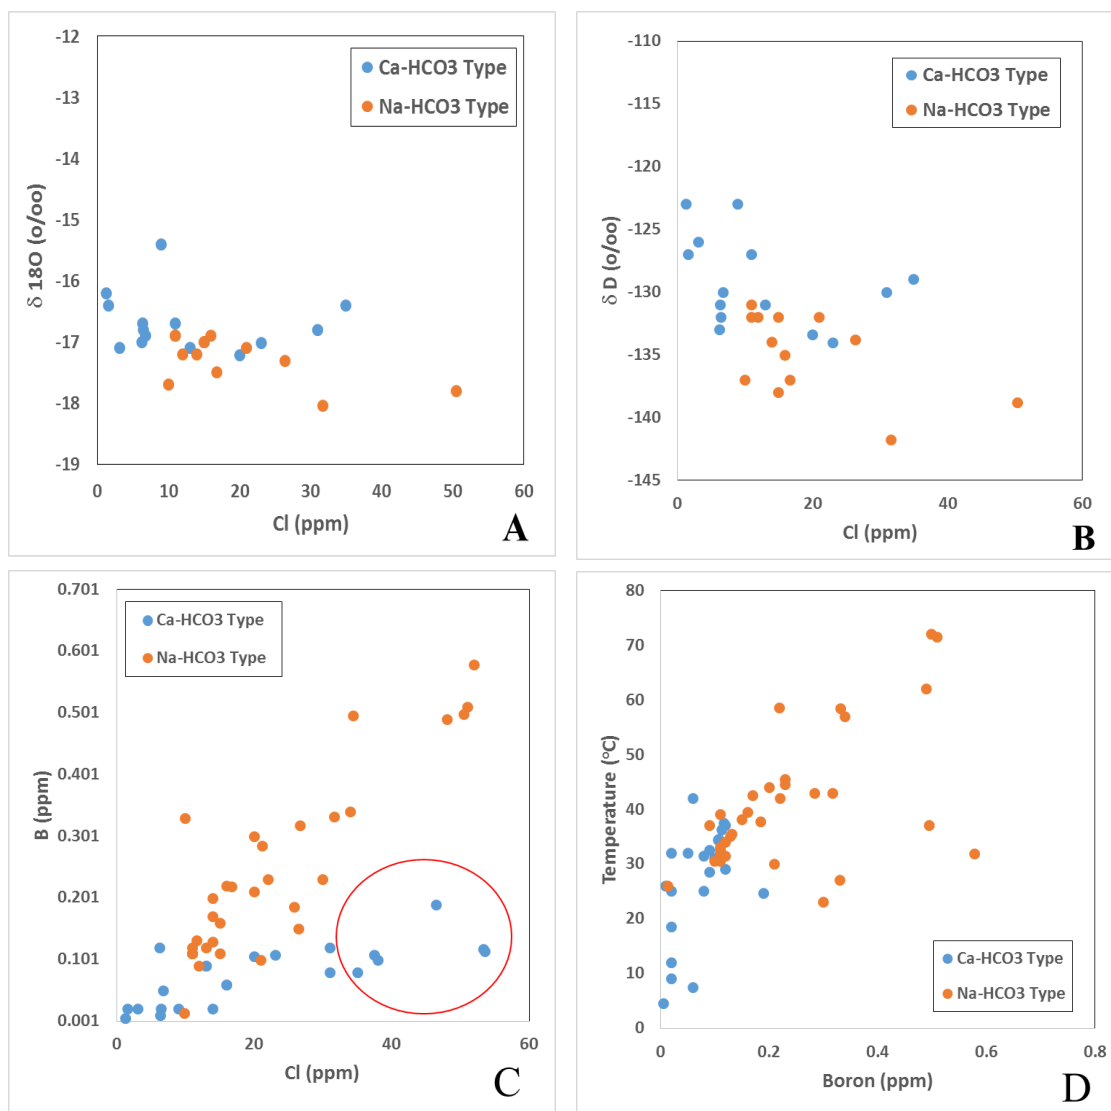 -12
-13
-14
-15
-16
-17
-18
-19
δ 18O (o/oo)
0 10 20 30 40 50 60
Cl (ppm)
Ca-HCO3 Type
Na-HCO3 Type
A
-110
-115
-120
-125
-130
-135
-140
-145
δ D (o/oo)
0 20 40 60
Cl (ppm)
Ca-HCO3 Type
Na-HCO3 Type
B
0.701
0.601
0.501
0.401
0.301
0.201
0.101
0.001
B (ppm)
0 20 40 60
Cl (ppm)
Ca-HCO3 Type
Na-HCO3 Type
C
80
70
60
50
40
30
20
10
0
Temperature (°C)
0 0.2 0.4 0.6 0.8
Boron (ppm)
Ca-HCO3 Type
Na-HCO3 Type
D